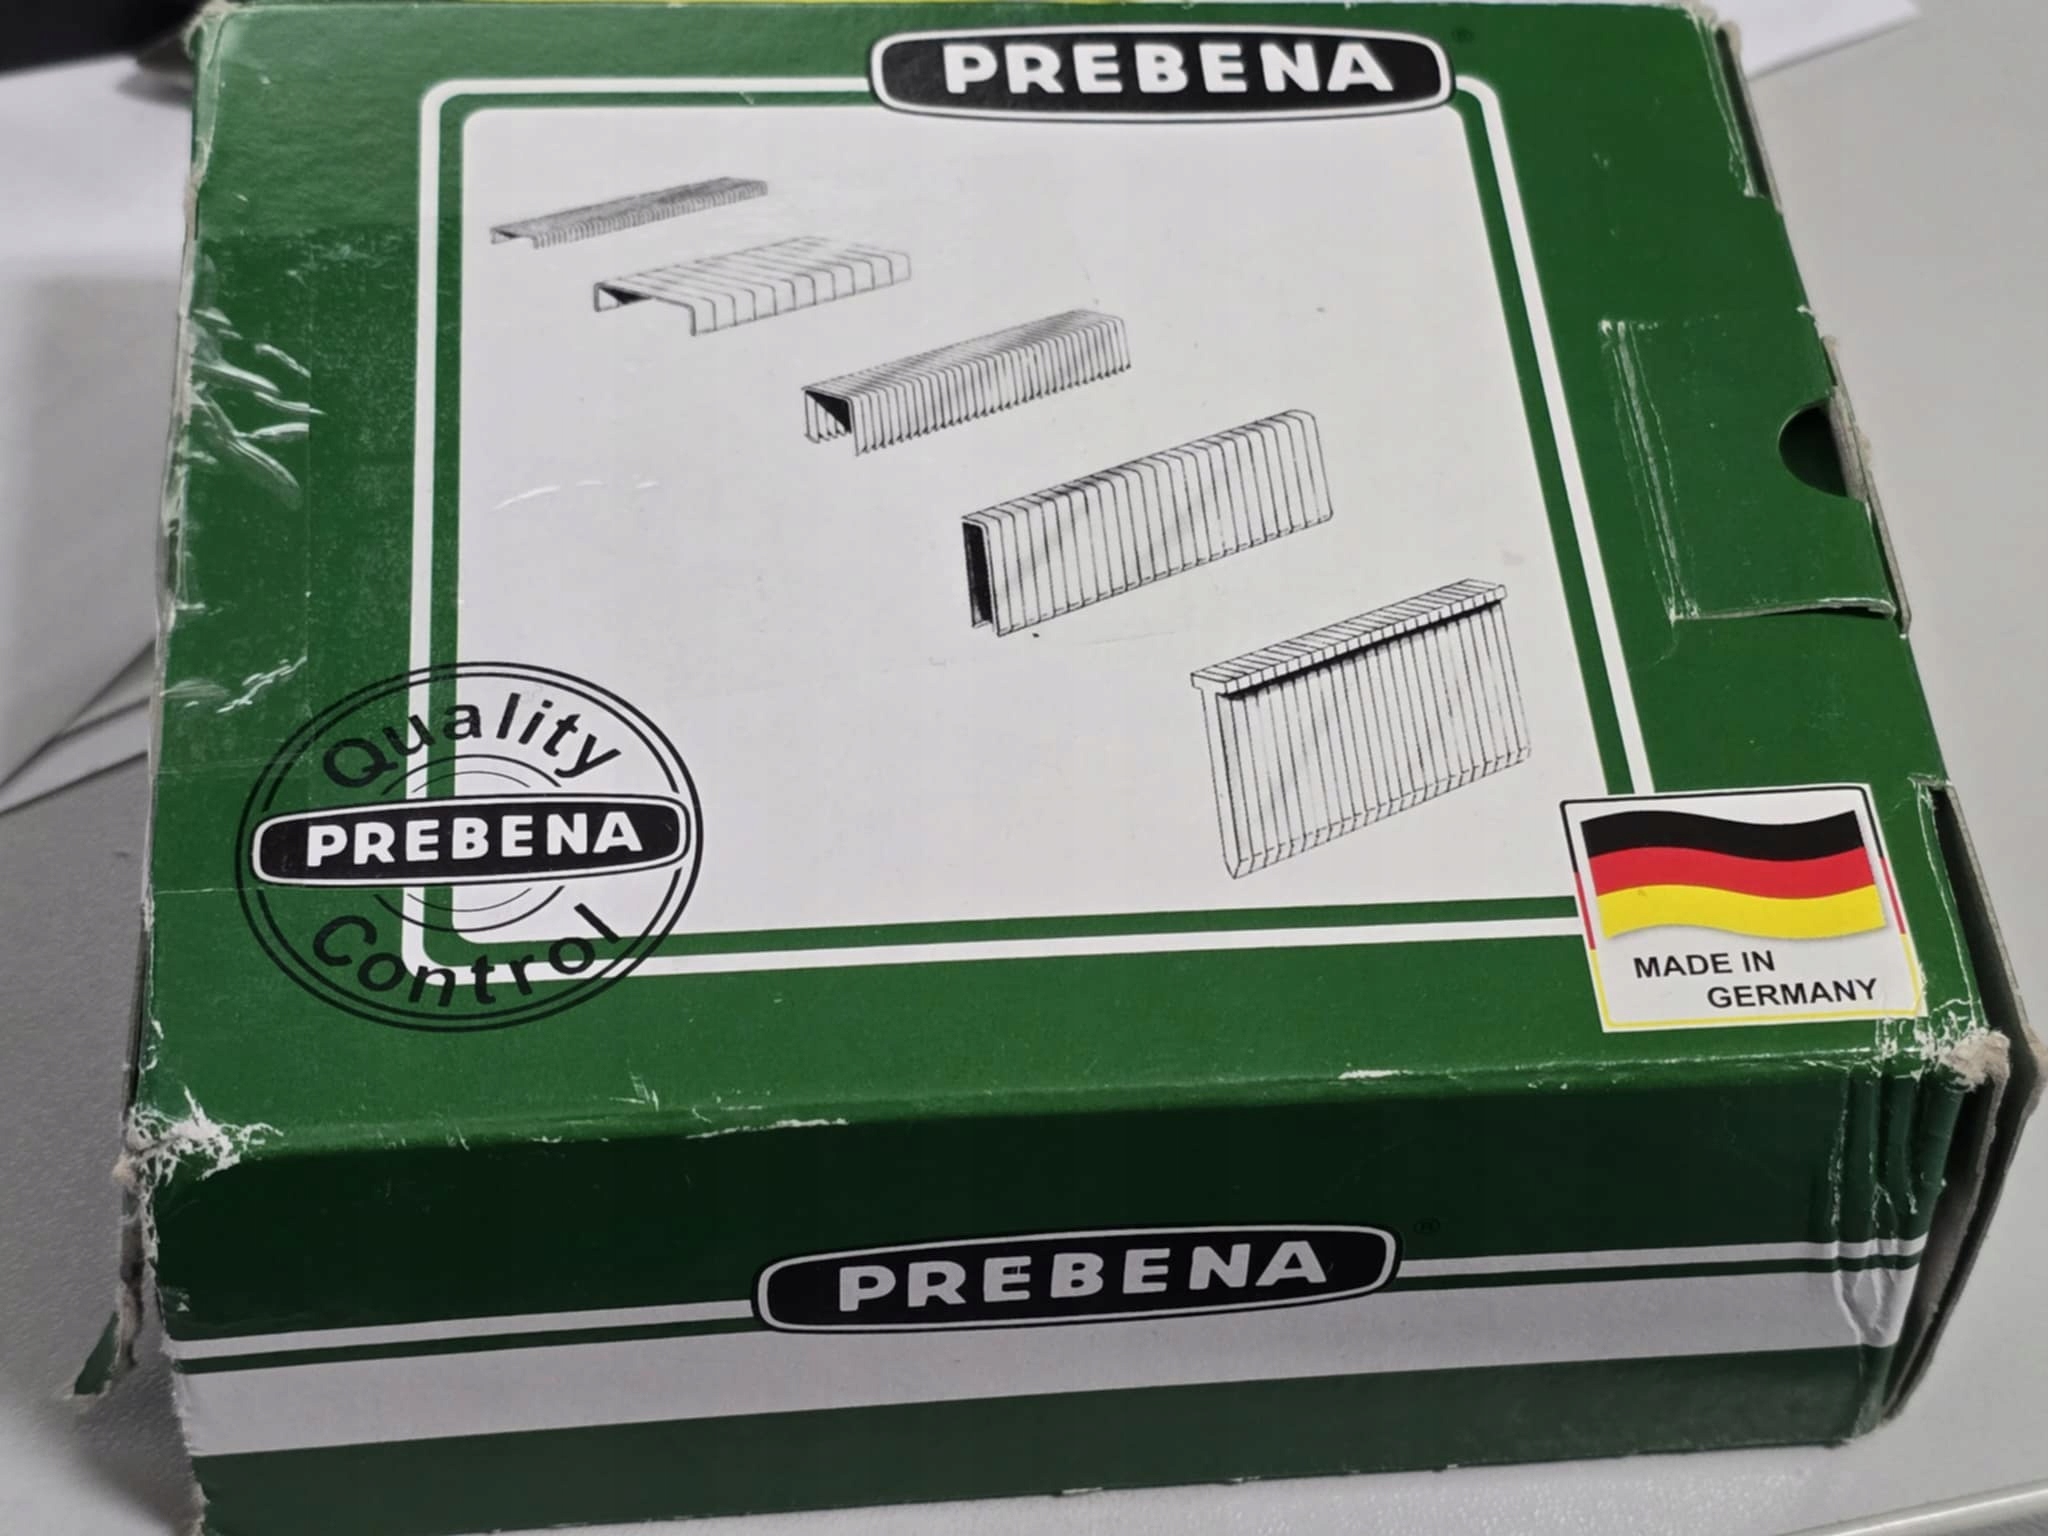 PREBENA
Quality
PREBENA
Control
MADE IN
GERMANY
PREBENA ®